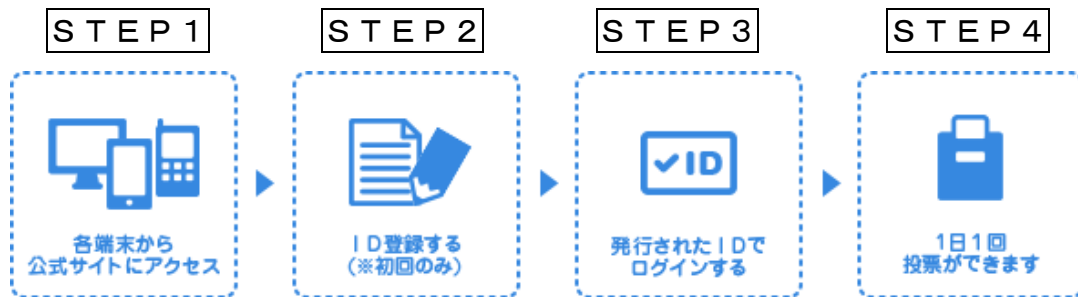 ＳＴＥＰ１
各端末から
公式サイトにアクセス
ＳＴＥＰ２
ＩＤ登録する
（※初回のみ）
ＳＴＥＰ３
ID
発行されたＩＤで
ログインする
ＳＴＥＰ４
1日1回
投票ができます